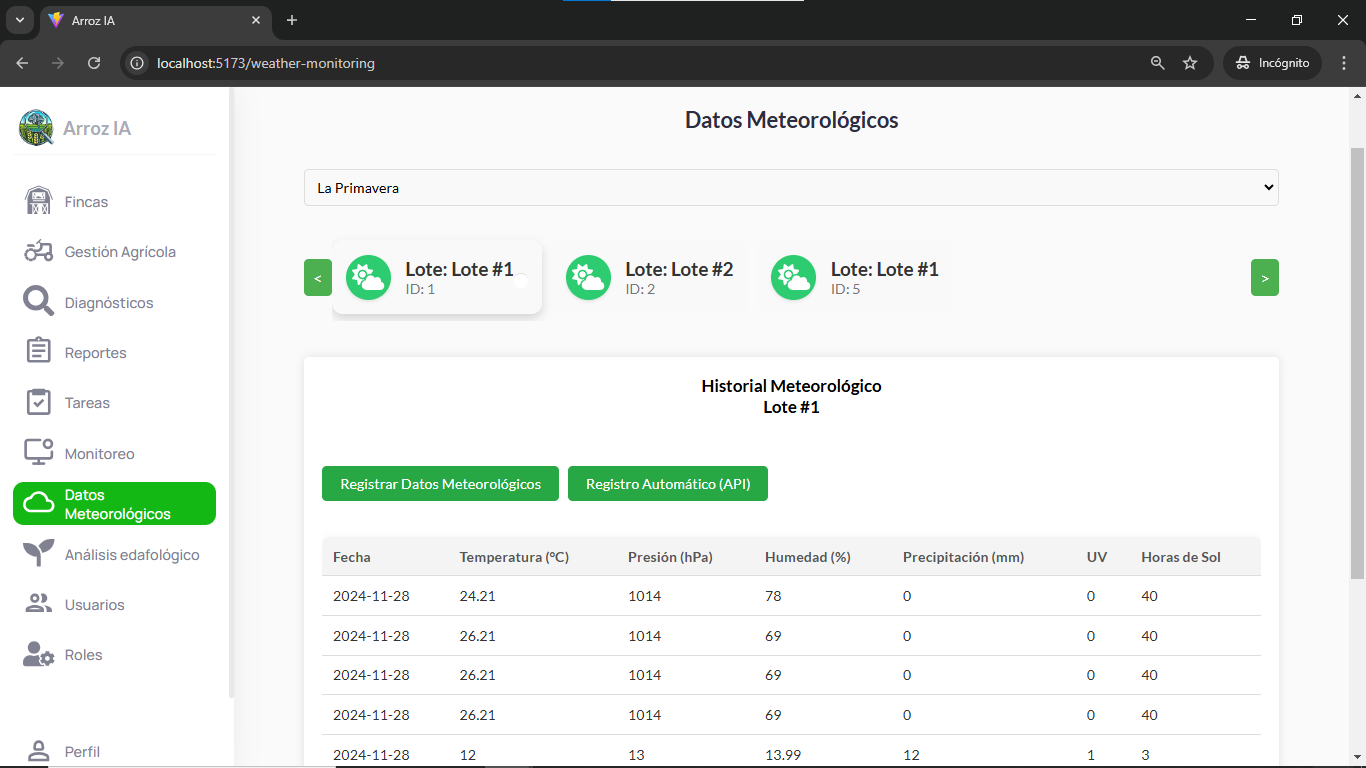 Arroz IA
localhost:5173/weather-monitoring
Incógnito
Arroz IA
Fincas
Gestión Agrícola
Diagnósticos
Reportes
Tareas
Monitoreo
Datos
Meteorológicos
Análisis edafológico
Usuarios
Roles
Perfil
Datos Meteorológicos
La Primavera
<
Lote: Lote #1
ID: 1
Lote: Lote #2
ID: 2
Lote: Lote #1
ID: 5
>
Historial Meteorológico
Lote #1
Registrar Datos Meteorológicos Registro Automático (API)
Fecha Temperatura (°C) Presión (hPa) Humedad (%) Precipitación (mm) UV Horas de Sol
2024-11-28 24.21 1014 78 0 0 40
2024-11-28 26.21 1014 69 0 0 40
2024-11-28 26.21 1014 69 0 0 40
2024-11-28 26.21 1014 69 0 0 40
2024-11-28 12 13 13.99 12 1 3